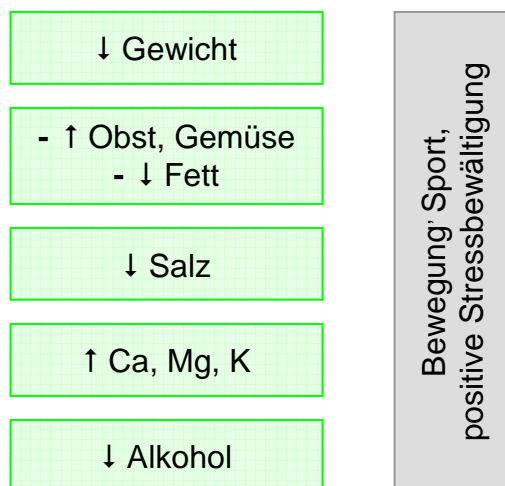 ↓ Gewicht
- ↑ Obst, Gemüse
- ↓ Fett
↓ Salz
↑ Ca, Mg, K
↓ Alkohol
Bewegung, Sport,
positive Stressbewältigung